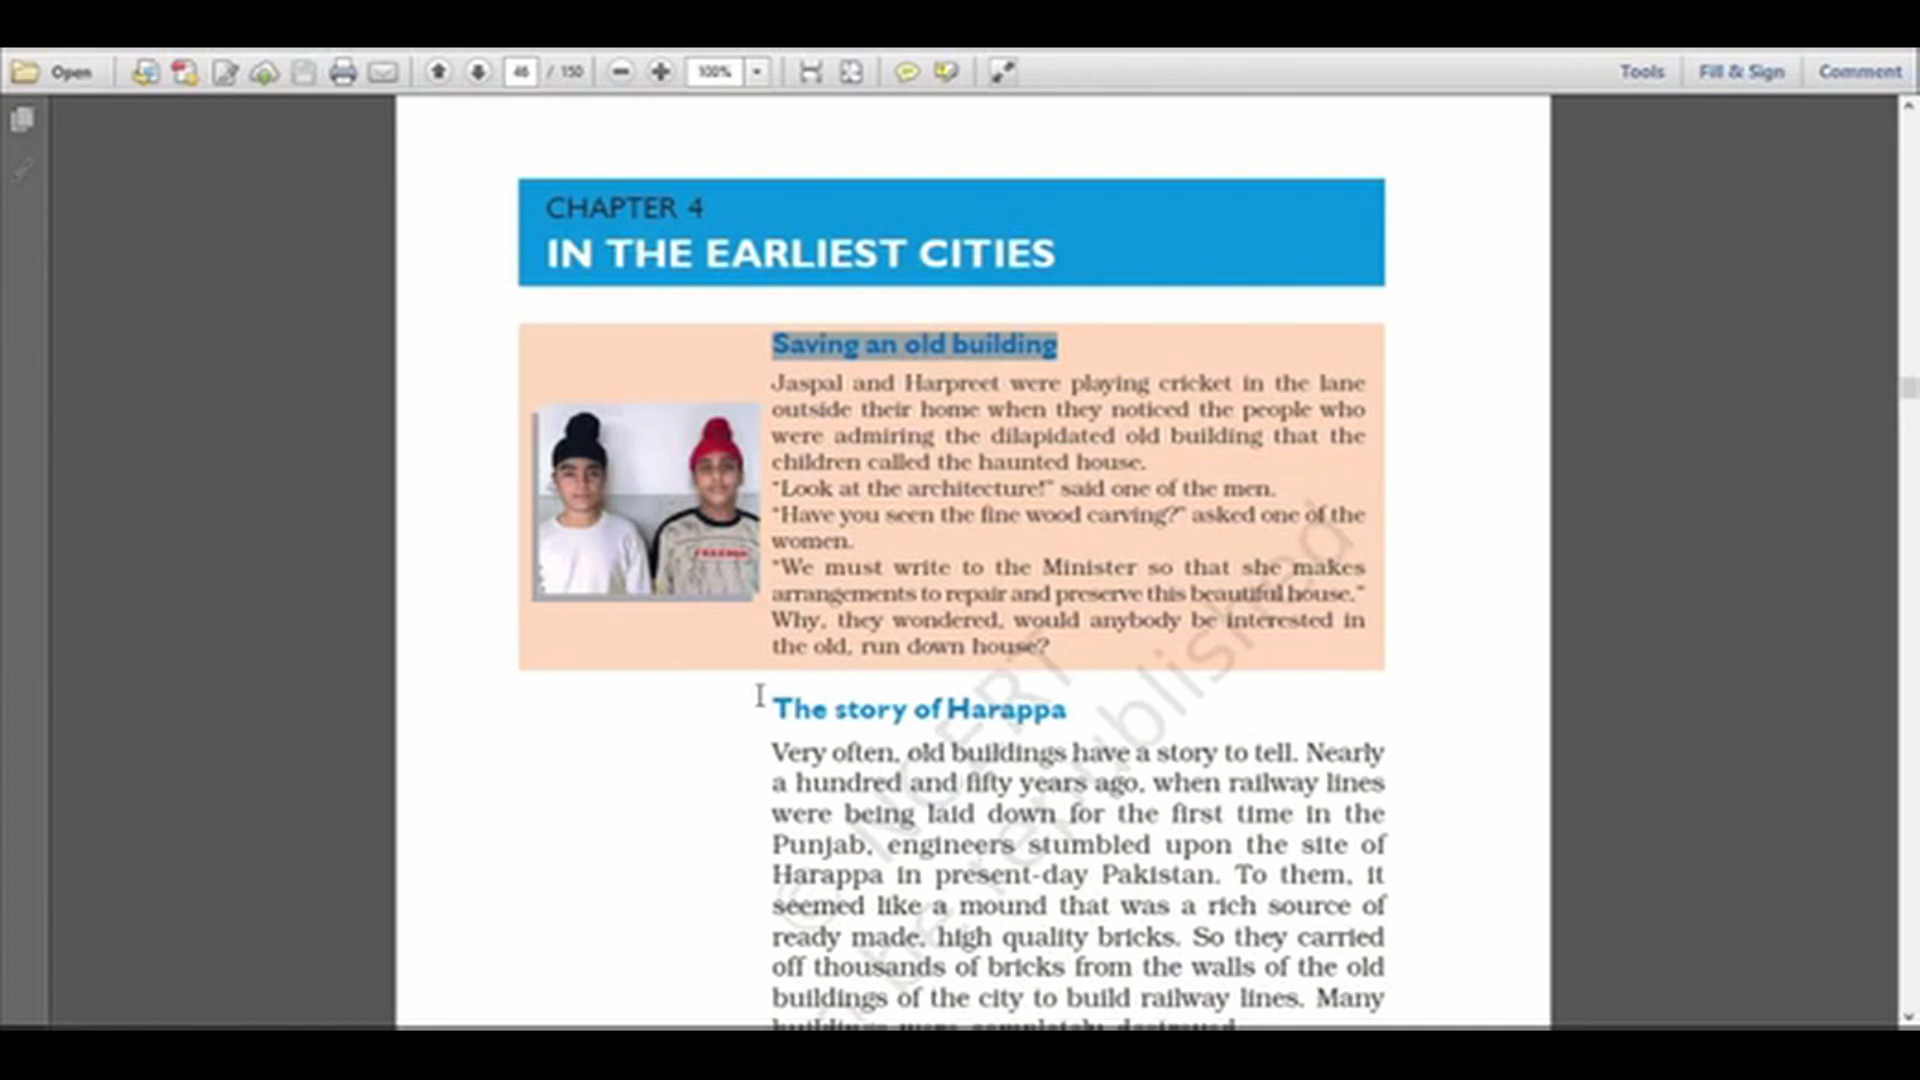 Open
46 / 150
100%
Tools
Fill & Sign
Comment
CHAPTER 4
IN THE EARLIEST CITIES
Saving an old building
Jaspal and Harpreet were playing cricket in the lane
outside their home when they noticed the people who
were admiring the dilapidated old building that the
children called the haunted house.
"Look at the architecture!" said one of the men.
"Have you seen the fine wood carving?" asked one of the
women.
"We must write to the Minister so that she makes
arrangements to repair and preserve this beautiful house."
Why, they wondered, would anybody be interested in
the old, run down house?
The story of Harappa
Very often, old buildings have a story to tell. Nearly
a hundred and fifty years ago, when railway lines
were being laid down for the first time in the
Punjab, engineers stumbled upon the site of
Harappa in present-day Pakistan. To them, it
seemed like a mound that was a rich source of
ready made, high quality bricks. So they carried
off thousands of bricks from the walls of the old
buildings of the city to build railway lines. Many
buildings were completely destroyed.
© NCERT
be republished